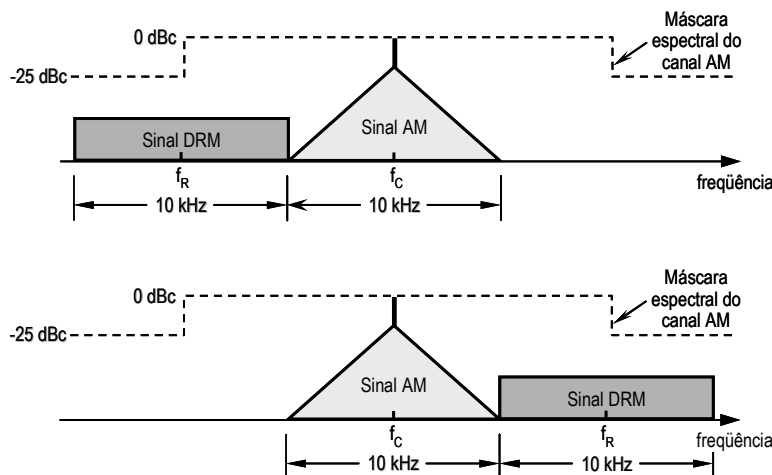 0 dBc
Máscara
espectral do
canal AM
-25 dBc
Sinal DRM
Sinal AM
f_R
f_C
freqüência
10 kHz
10 kHz
0 dBc
Máscara
espectral do
canal AM
-25 dBc
Sinal AM
Sinal DRM
f_C
f_R
freqüência
10 kHz
10 kHz